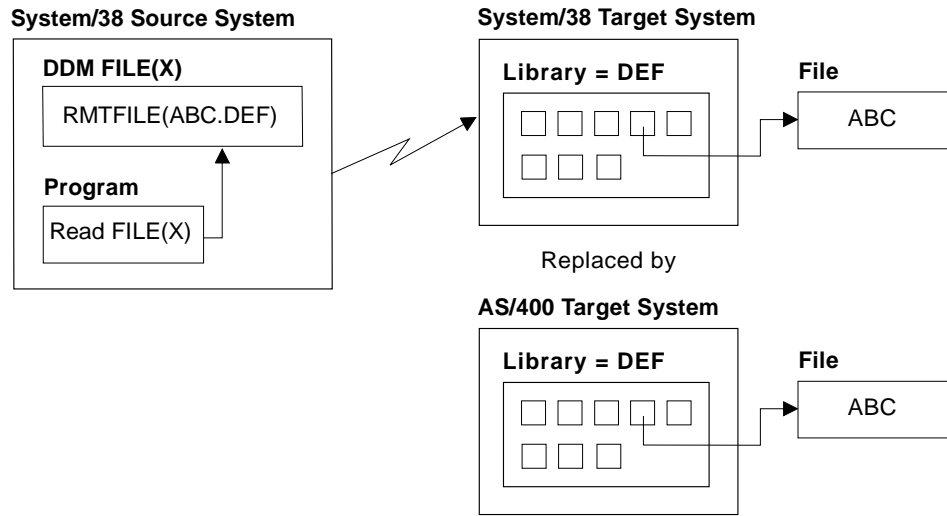 System/38 Source System
DDM FILE(X)
RMTFILE(ABC.DEF)
Program
Read FILE(X)
System/38 Target System
Library = DEF
File
ABC
Replaced by
AS/400 Target System
Library = DEF
File
ABC